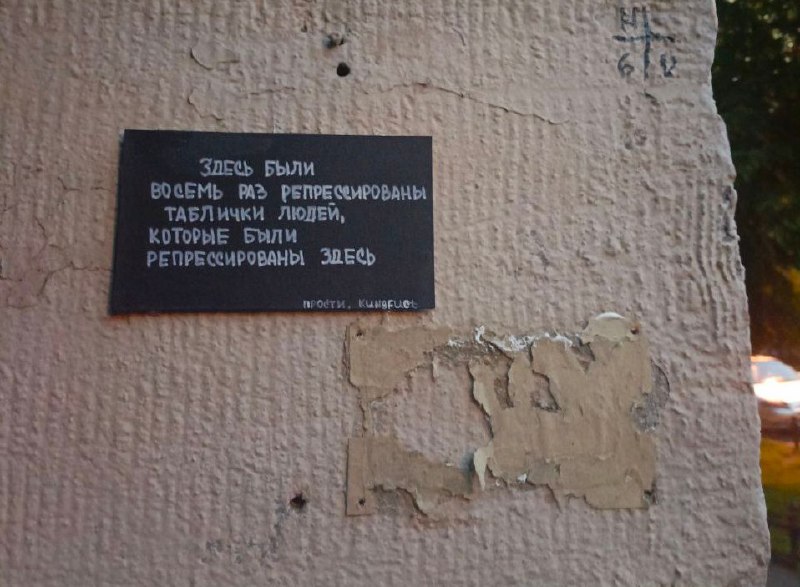 ЗДЕСЬ БЫЛИ
ВОСЕМЬ РАЗ РЕПРЕССИРОВАНЫ
ТАБЛИЧКИ ЛЮДЕЙ,
КОТОРЫЕ БЫЛИ
РЕПРЕССИРОВАНЫ ЗДЕСЬ
ПРОСТИ.